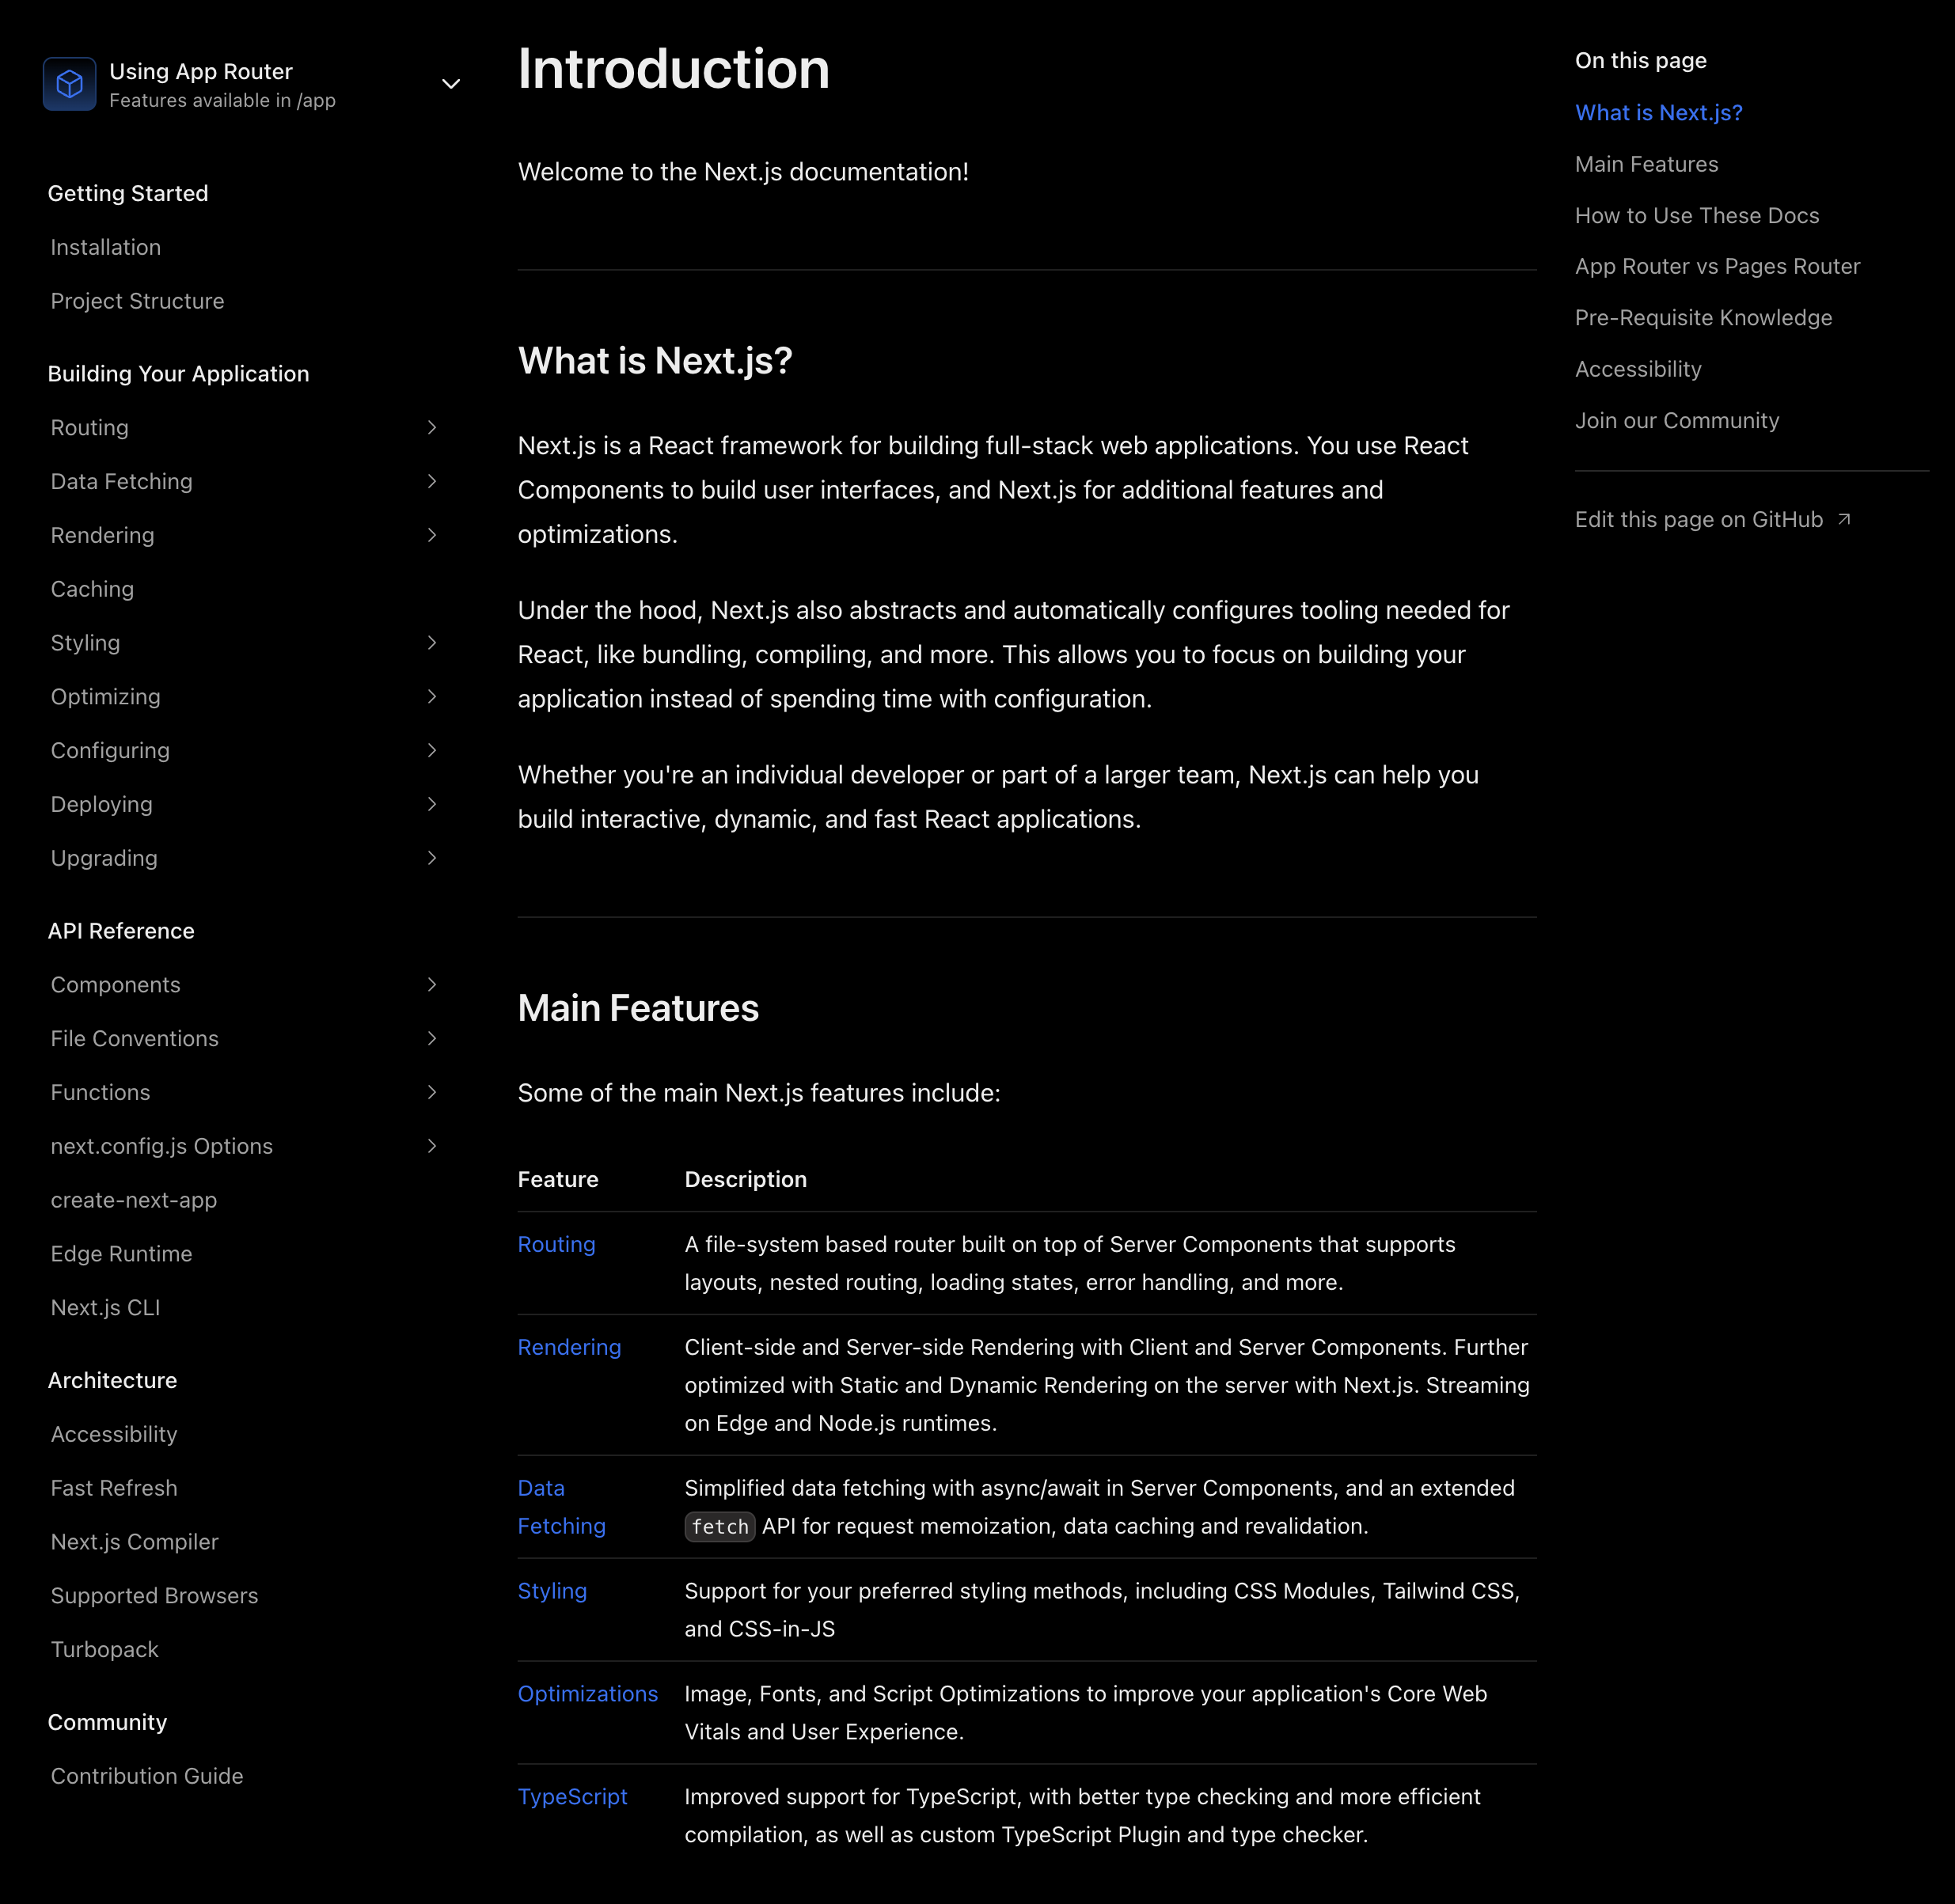 Using App Router
Features available in /app
Getting Started
Installation
Project Structure
Building Your Application
Routing
Data Fetching
Rendering
Caching
Styling
Optimizing
Configuring
Deploying
Upgrading
API Reference
Components
File Conventions
Functions
next.config.js Options
create-next-app
Edge Runtime
Next.js CLI
Architecture
Accessibility
Fast Refresh
Next.js Compiler
Supported Browsers
Turbopack
Community
Contribution Guide
Introduction
Welcome to the Next.js documentation!
What is Next.js?
Next.js is a React framework for building full-stack web applications. You use React
Components to build user interfaces, and Next.js for additional features and
optimizations.
Under the hood, Next.js also abstracts and automatically configures tooling needed for
React, like bundling, compiling, and more. This allows you to focus on building your
application instead of spending time with configuration.
Whether you're an individual developer or part of a larger team, Next.js can help you
build interactive, dynamic, and fast React applications.
Main Features
Some of the main Next.js features include:
Feature Description
Routing A file-system based router built on top of Server Components that supports
layouts, nested routing, loading states, error handling, and more.
Rendering Client-side and Server-side Rendering with Client and Server Components. Further
optimized with Static and Dynamic Rendering on the server with Next.js. Streaming
on Edge and Node.js runtimes.
Data Simplified data fetching with async/await in Server Components, and an extended
Fetching fetch API for request memoization, data caching and revalidation.
Styling Support for your preferred styling methods, including CSS Modules, Tailwind CSS,
and CSS-in-JS
Optimizations Image, Fonts, and Script Optimizations to improve your application's Core Web
Vitals and User Experience.
TypeScript Improved support for TypeScript, with better type checking and more efficient
compilation, as well as custom TypeScript Plugin and type checker.
On this page
What is Next.js?
Main Features
How to Use These Docs
App Router vs Pages Router
Pre-Requisite Knowledge
Accessibility
Join our Community
Edit this page on GitHub